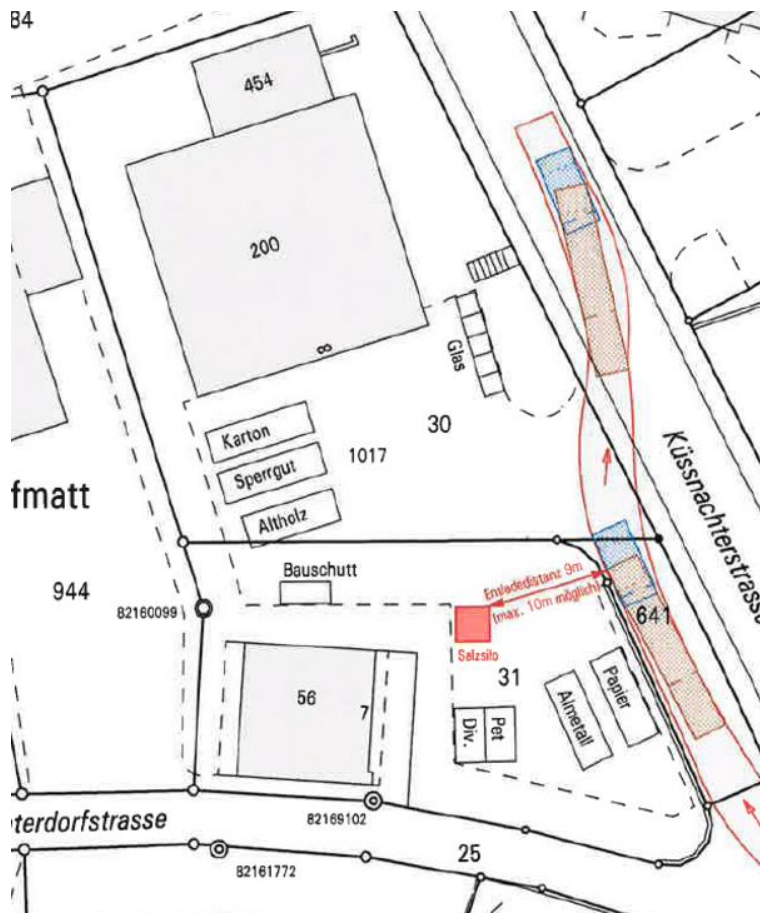 84
454
200
8
Glas
Karton
Sperrgut
Altholz
30
1017
Küssnachterstrasse
fmatt
944
Bauschutt
82160099
Entladedistanz 9m
(max. 10m möglich)
641
Salzsilo
31
56
7
Papier
Almetall
Pet
Div.
terdorfstrasse
82169102
82161772
25